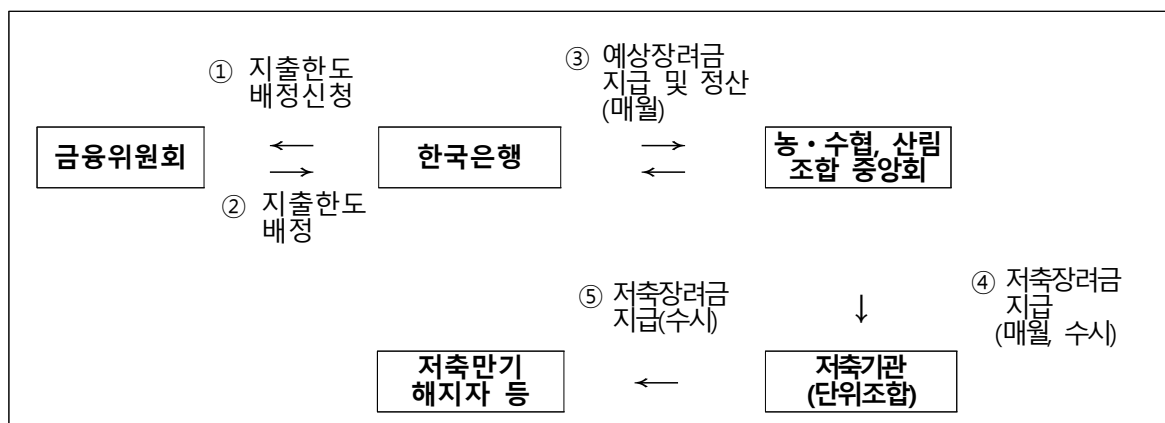 ① 지출한도
배정신청
③ 예상장려금
지급 및 정산
(매월)
금융위원회
←
→
한국은행
→
←
농·수협, 산림
조합 중앙회
② 지출한도
배정
⑤ 저축장려금
지급(수시)
↓
④ 저축장려금
지급
(매월, 수시)
저축만기
해지자 등
←
저축기관
(단위조합)